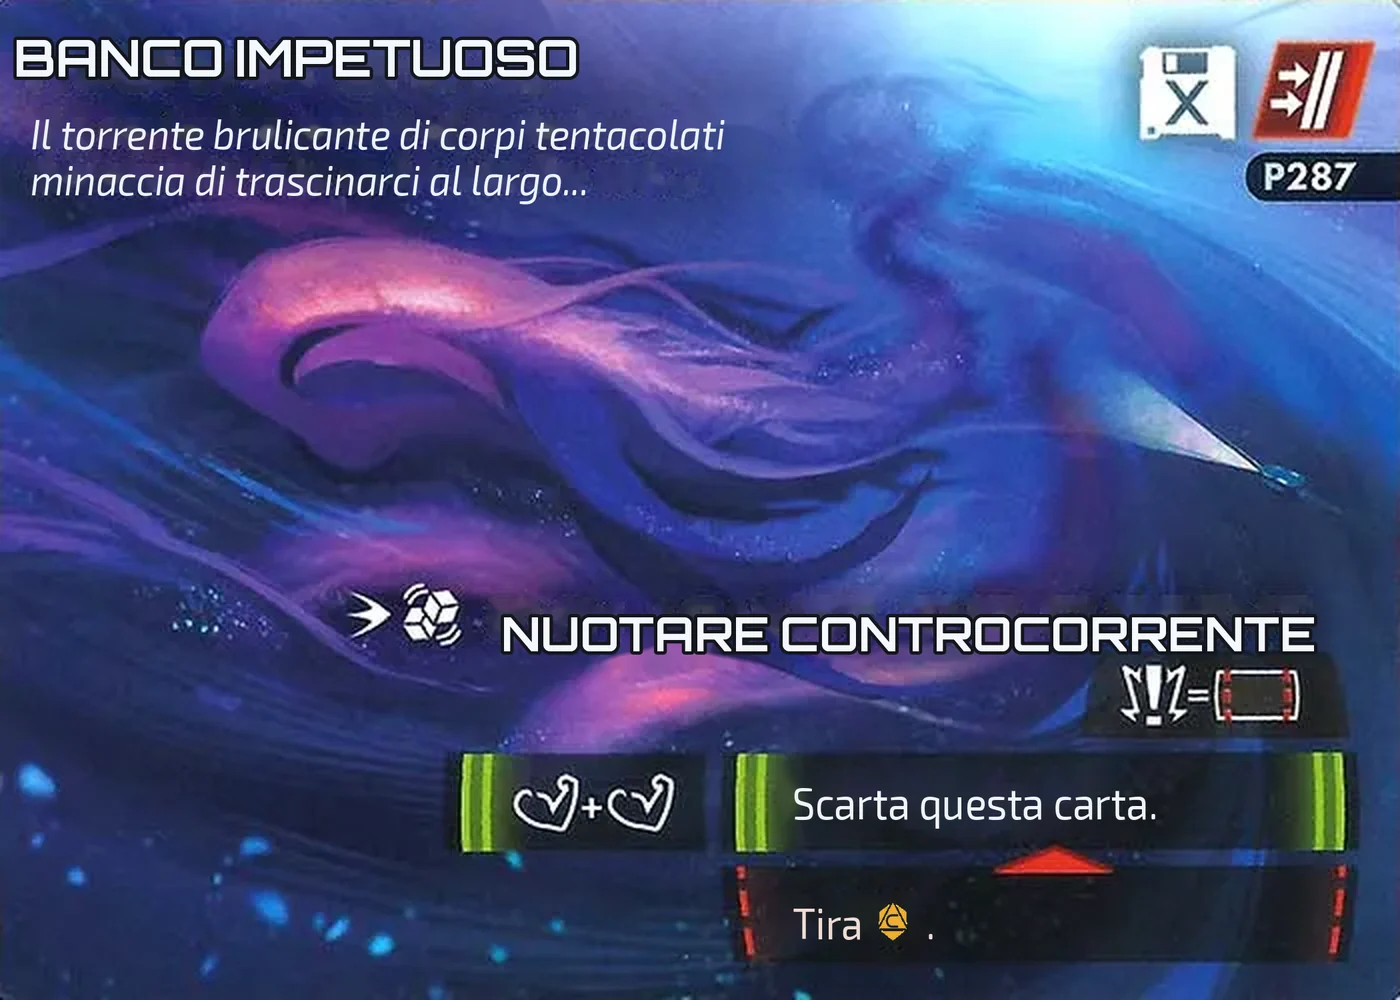 BANCO IMPETUOSO
Il torrente brulicante di corpi tentacolati
minaccia di trascinarci al largo...
X
P287
NUOTARE CONTROCORRENTE
!=
+
Scarta questa carta.
Tira C .